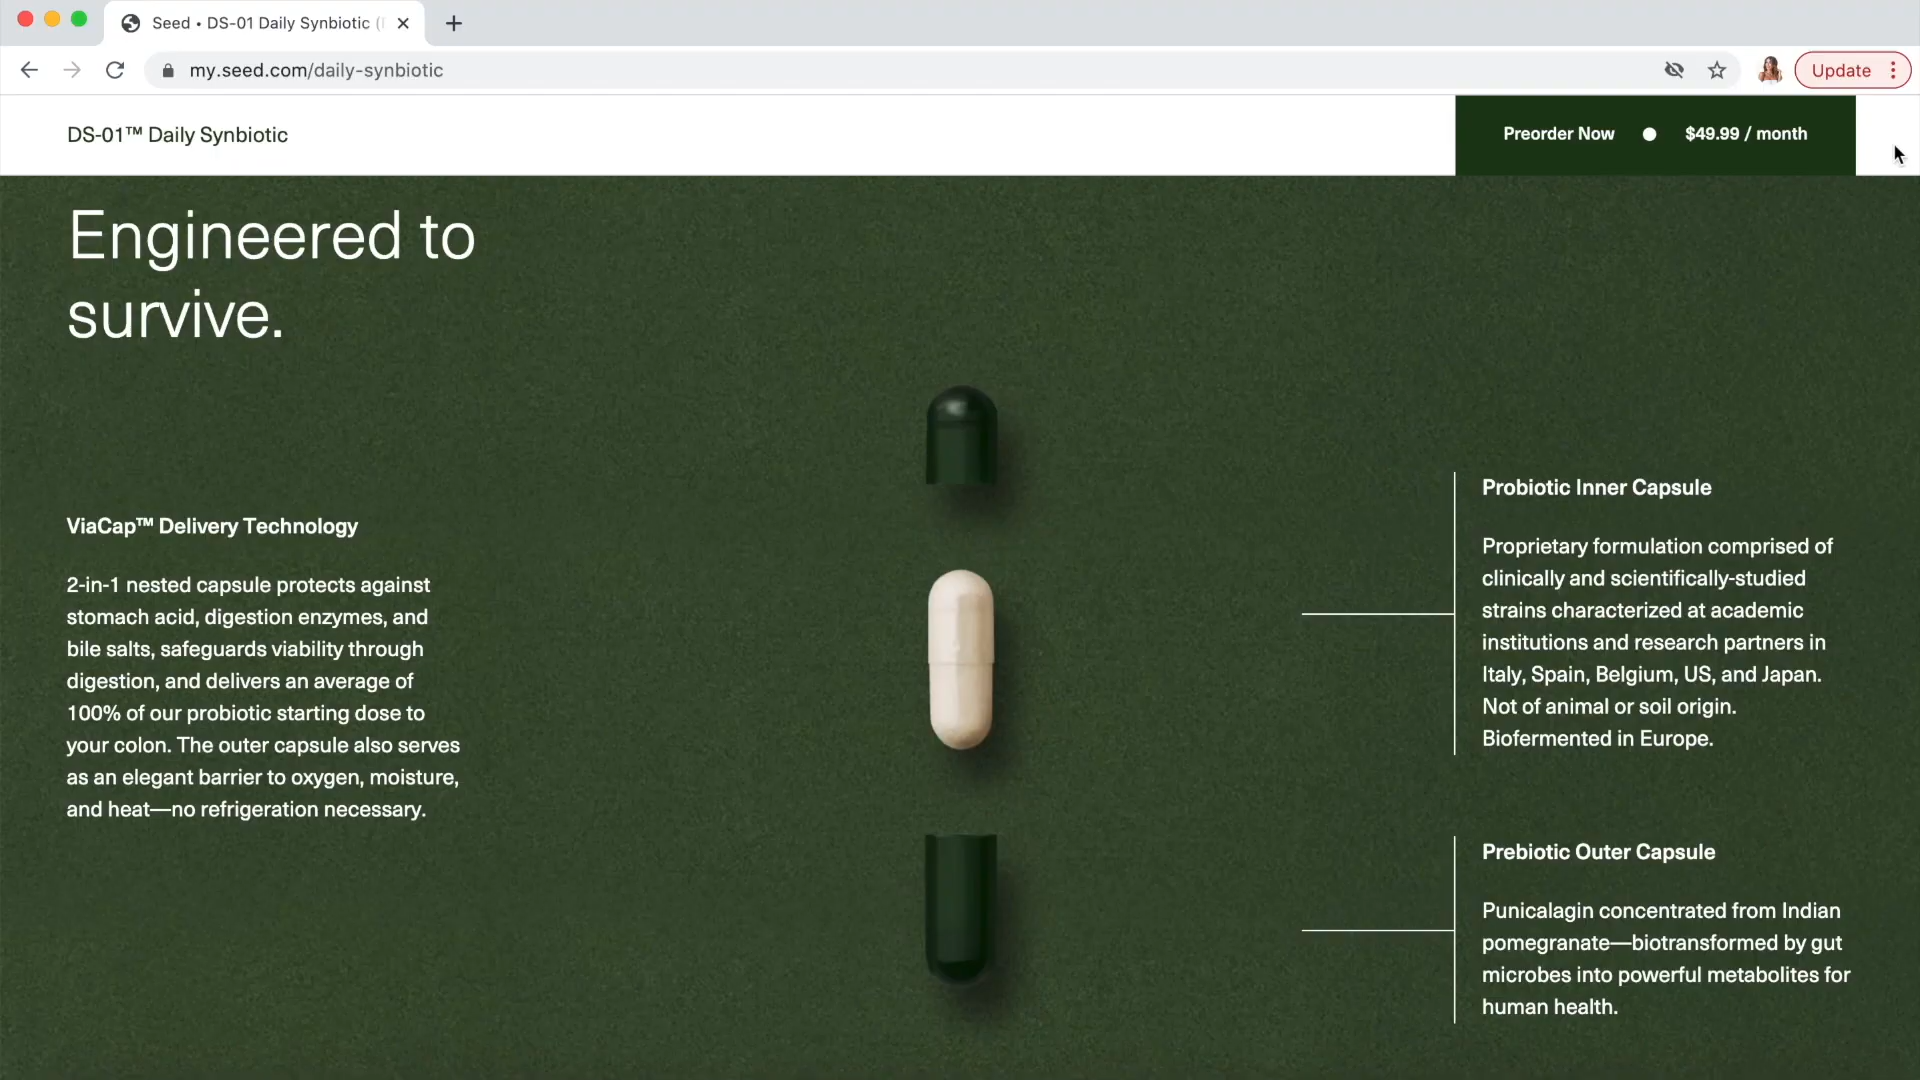 Seed • DS-01 Daily Synbiotic (
my.seed.com/daily-synbiotic
Update
DS-01™ Daily Synbiotic
Preorder Now
$49.99 / month
Engineered to
survive.
ViaCap™ Delivery Technology
2-in-1 nested capsule protects against
stomach acid, digestion enzymes, and
bile salts, safeguards viability through
digestion, and delivers an average of
100% of our probiotic starting dose to
your colon. The outer capsule also serves
as an elegant barrier to oxygen, moisture,
and heat—no refrigeration necessary.
Probiotic Inner Capsule
Proprietary formulation comprised of
clinically and scientifically-studied
strains characterized at academic
institutions and research partners in
Italy, Spain, Belgium, US, and Japan.
Not of animal or soil origin.
Biofermented in Europe.
Prebiotic Outer Capsule
Punicalagin concentrated from Indian
pomegranate—biotransformed by gut
microbes into powerful metabolites for
human health.